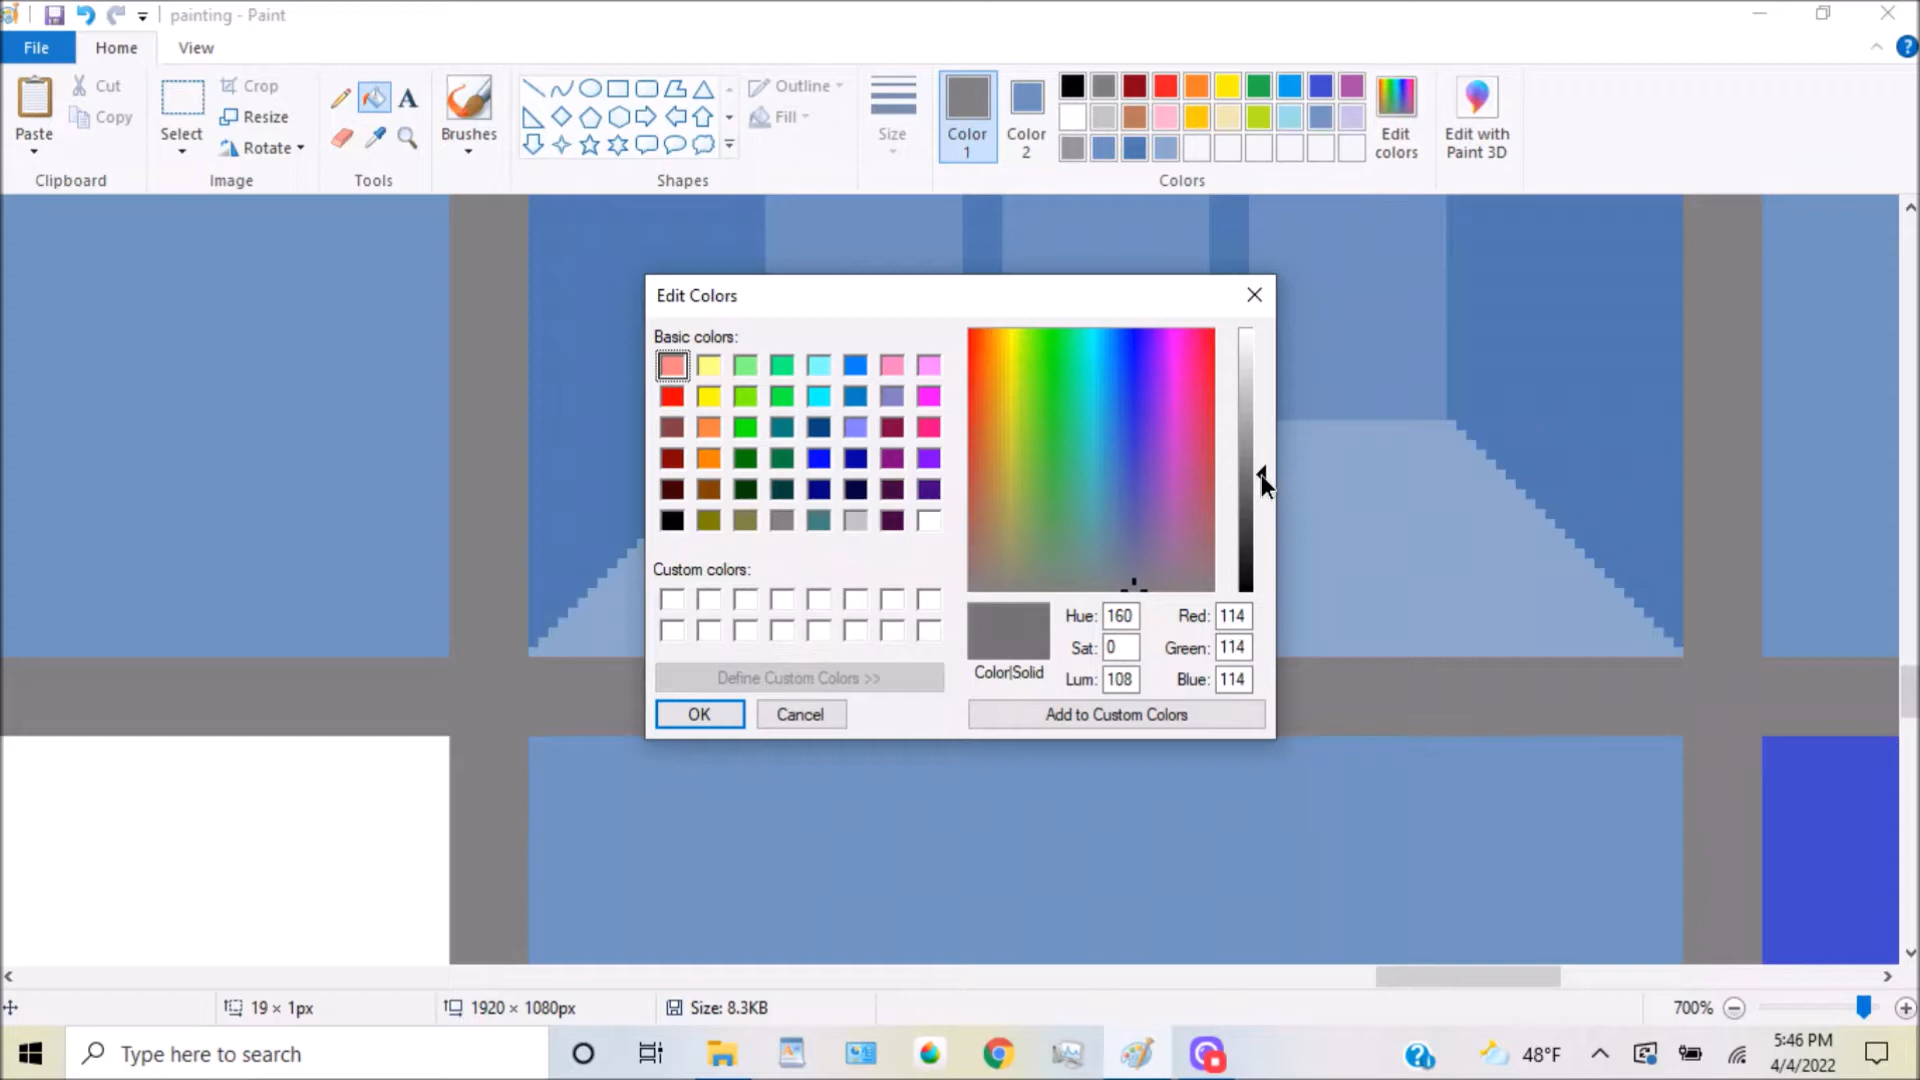 painting - Paint
File
Home
View
Paste
Cut
Copy
Clipboard
Select
Crop
Resize
Rotate
Image
A
Tools
Brushes
Shapes
Outline
Fill
Size
Color
1
Color
2
Colors
Edit
colors
Edit with
Paint 3D
Edit Colors
Basic colors:
Custom colors:
Define Custom Colors >>
OK
Cancel
Color|Solid
Hue: 160
Sat: 0
Lum: 108
Red: 114
Green: 114
Blue: 114
Add to Custom Colors
19 × 1px
1920 × 1080px
Size: 8.3KB
700%
Type here to search
48°F
5:46 PM
4/4/2022